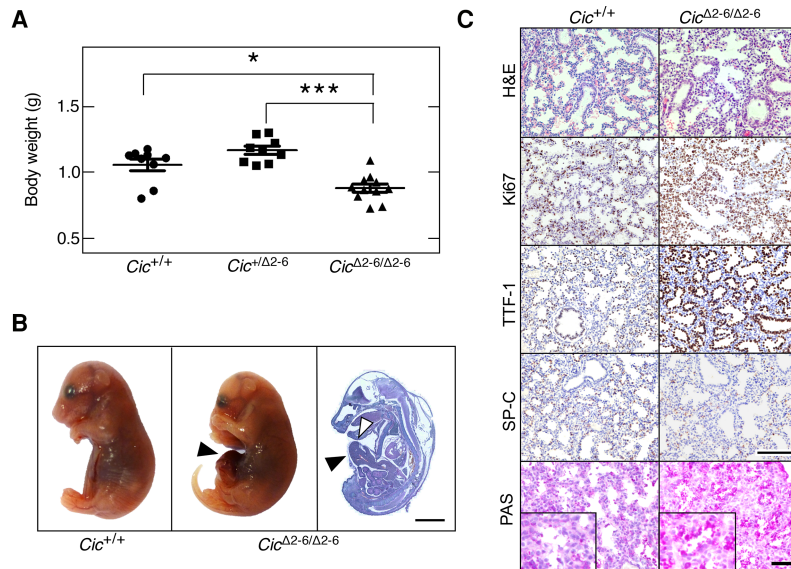 A
Body weight (g)
1.5
1.0
0.5
*
***
Cic+/+
Cic+/Δ2-6
CicΔ2-6/Δ2-6
B
Cic+/+
CicΔ2-6/Δ2-6
C
Cic+/+
CicΔ2-6/Δ2-6
H&E
Ki67
TTF-1
SP-C
PAS